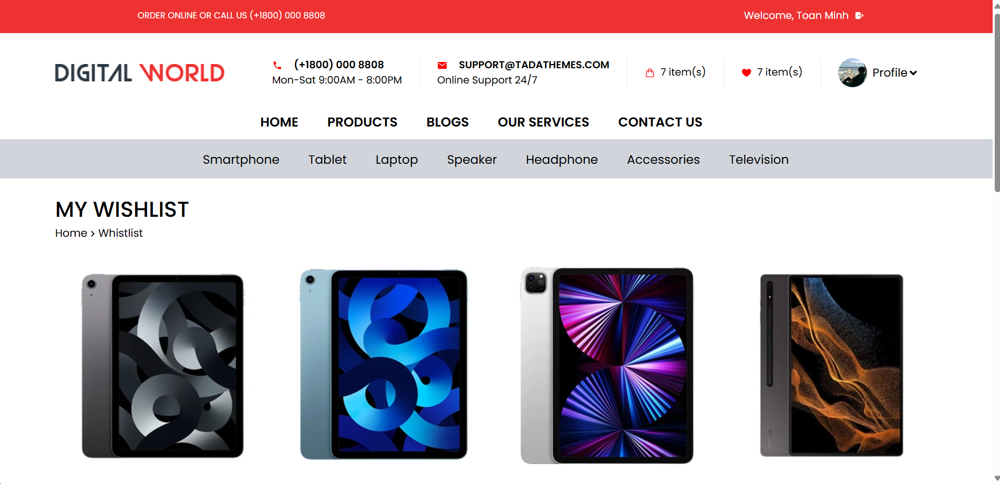 ORDER ONLINE OR CALL US (+1800) 000 8808
Welcome, Toan Minh
DIGITAL WORLD
(+1800) 000 8808
Mon-Sat 9:00AM - 8:00PM
SUPPORT@TADATHEMES.COM
Online Support 24/7
7 item(s)
7 item(s)
Profile
HOME PRODUCTS BLOGS OUR SERVICES CONTACT US
Smartphone Tablet Laptop Speaker Headphone Accessories Television
MY WISHLIST
Home > Whistlist